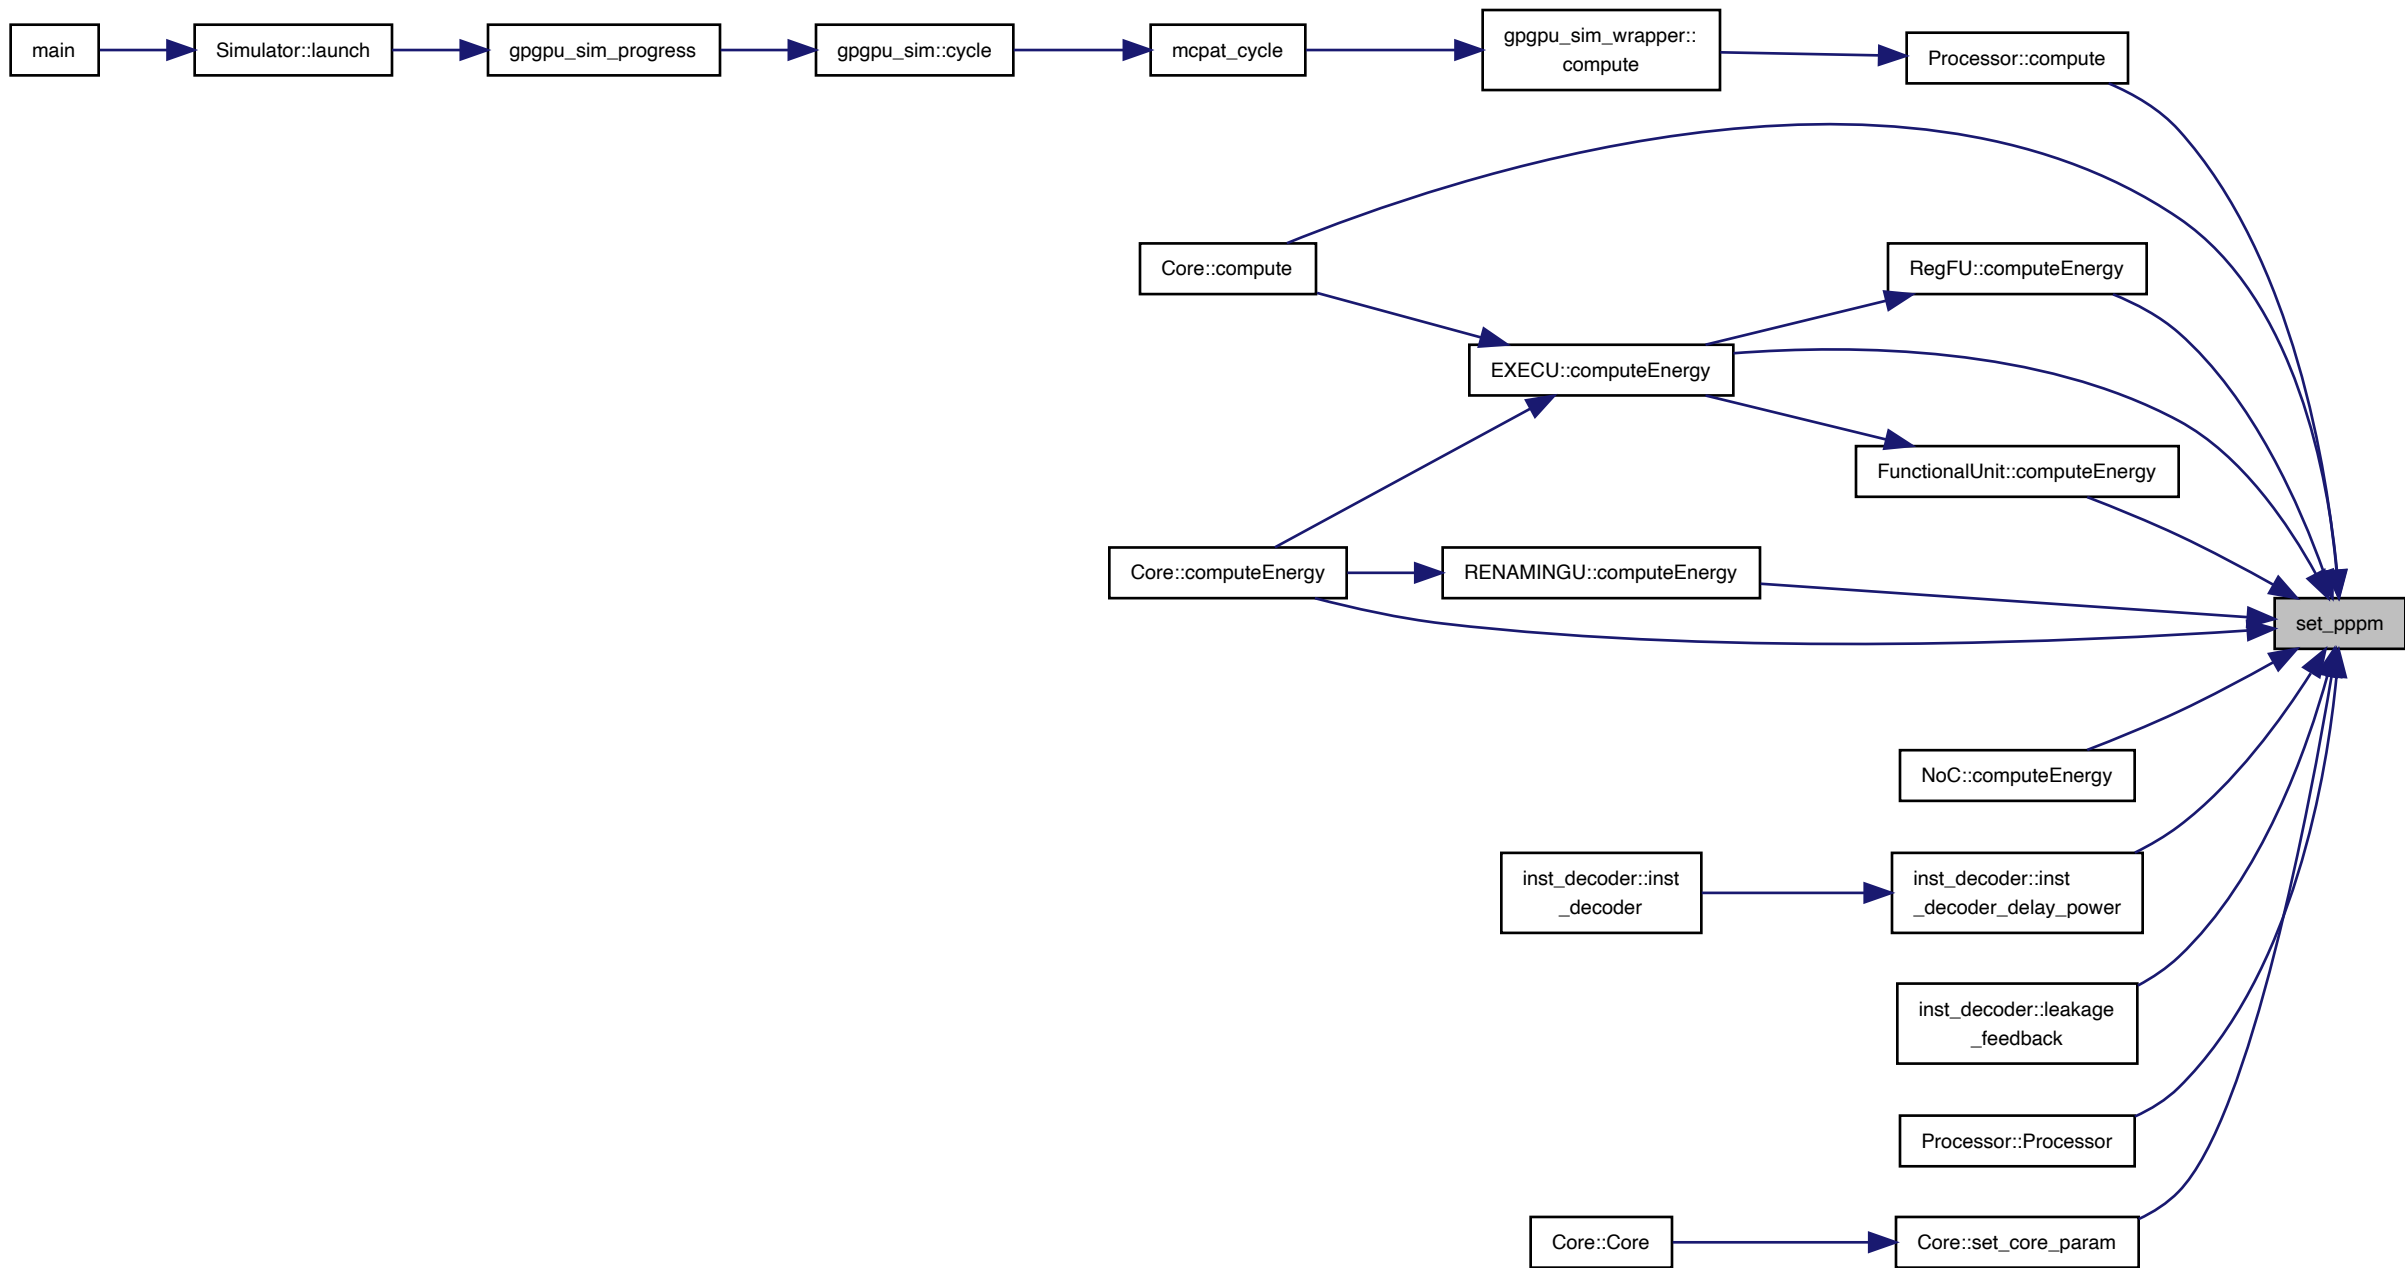 main
Simulator::launch
gpgpu_sim_progress
gpgpu_sim::cycle
mcpat_cycle
gpgpu_sim_wrapper::
compute
Processor::compute
Core::compute
RegFU::computeEnergy
EXECU::computeEnergy
FunctionalUnit::computeEnergy
Core::computeEnergy
RENAMINGU::computeEnergy
set_pppm
NoC::computeEnergy
inst_decoder::inst
_decoder
inst_decoder::inst
_decoder_delay_power
inst_decoder::leakage
_feedback
Processor::Processor
Core::Core
Core::set_core_param